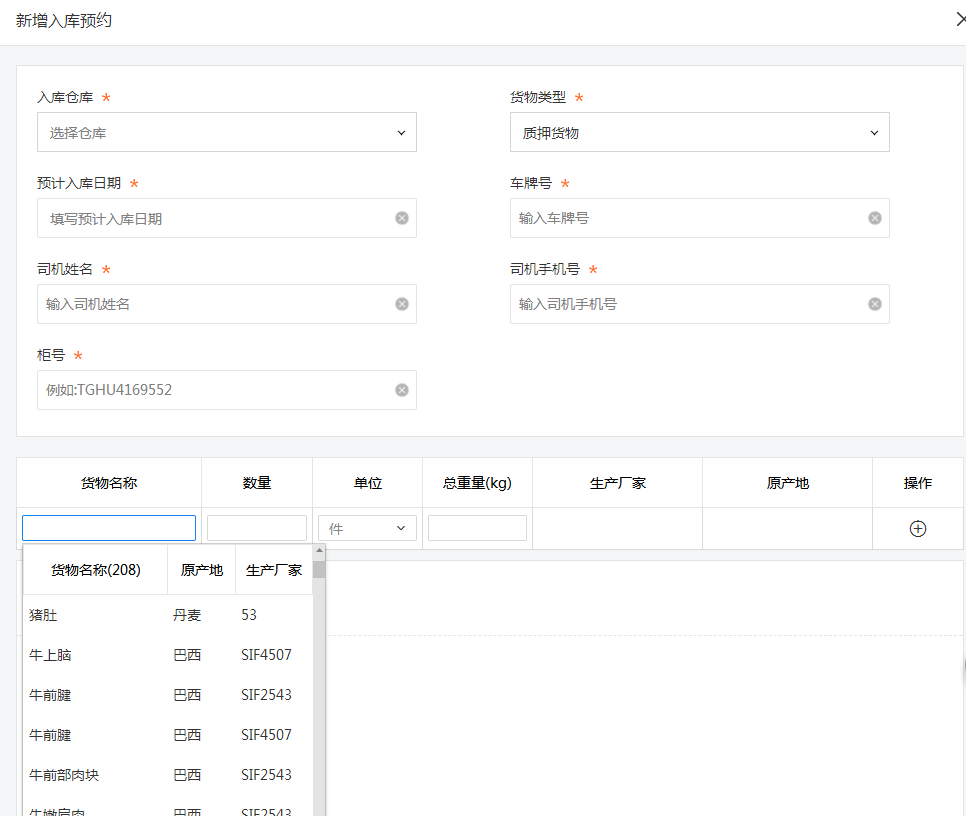 新增入库预约
入库仓库 *
货物类型 *
选择仓库
质押货物
预计入库日期 *
车牌号 *
填写预计入库日期
输入车牌号
司机姓名 *
司机手机号 *
输入司机姓名
输入司机手机号
柜号 *
例如:TGHU4169552
货物名称 数量 单位 总重量(kg) 生产厂家 原产地 操作
件
货物名称(208) 原产地 生产厂家
猪肚 丹麦 53
牛上脑 巴西 SIF4507
牛前腱 巴西 SIF2543
牛前腱 巴西 SIF4507
牛前部肉块 巴西 SIF2543
牛嫩肩肉 巴西 SIF2543